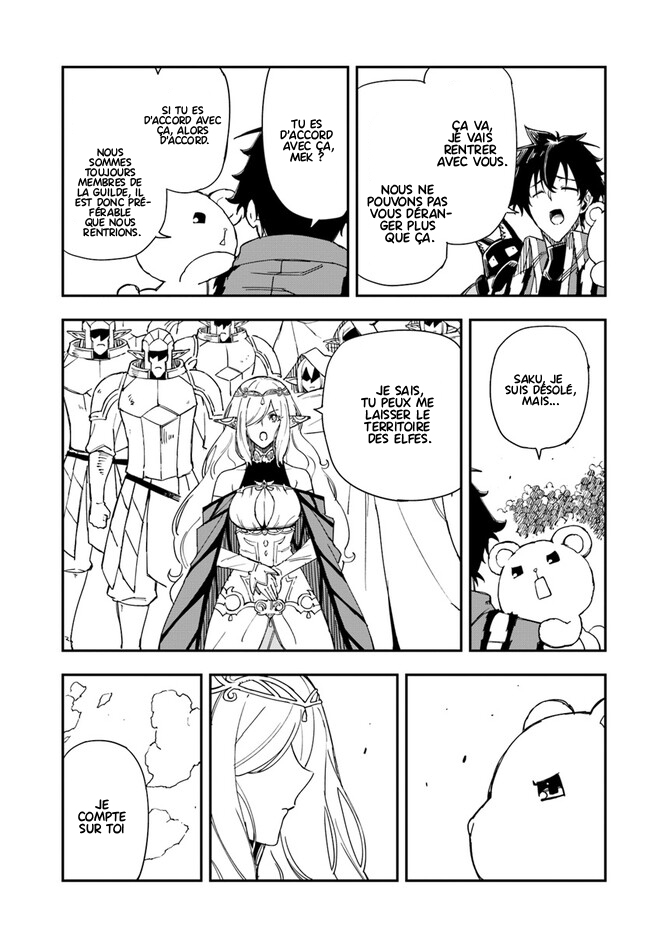 ÇA VA,
JE VAIS
RENTRER
AVEC VOUS.
NOUS NE
POUVONS PAS
VOUS DÉRAN-
GER PLUS
QUE ÇA.
TU ES
D'ACCORD
AVEC ÇA,
MEK ?
SI TU ES
D'ACCORD AVEC
ÇA, ALORS
D'ACCORD.
NOUS
SOMMES
TOUJOURS
MEMBRES DE
LA GUILDE, IL
EST DONC PRÉ-
FÉRABLE
QUE NOUS
RENTRIONS.
SAKU, JE
SUIS DÉSOLÉ,
MAIS...
JE SAIS,
TU PEUX ME
LAISSER LE
TERRITOIRE
DES ELFES.
JE
COMPTE
SUR TOI